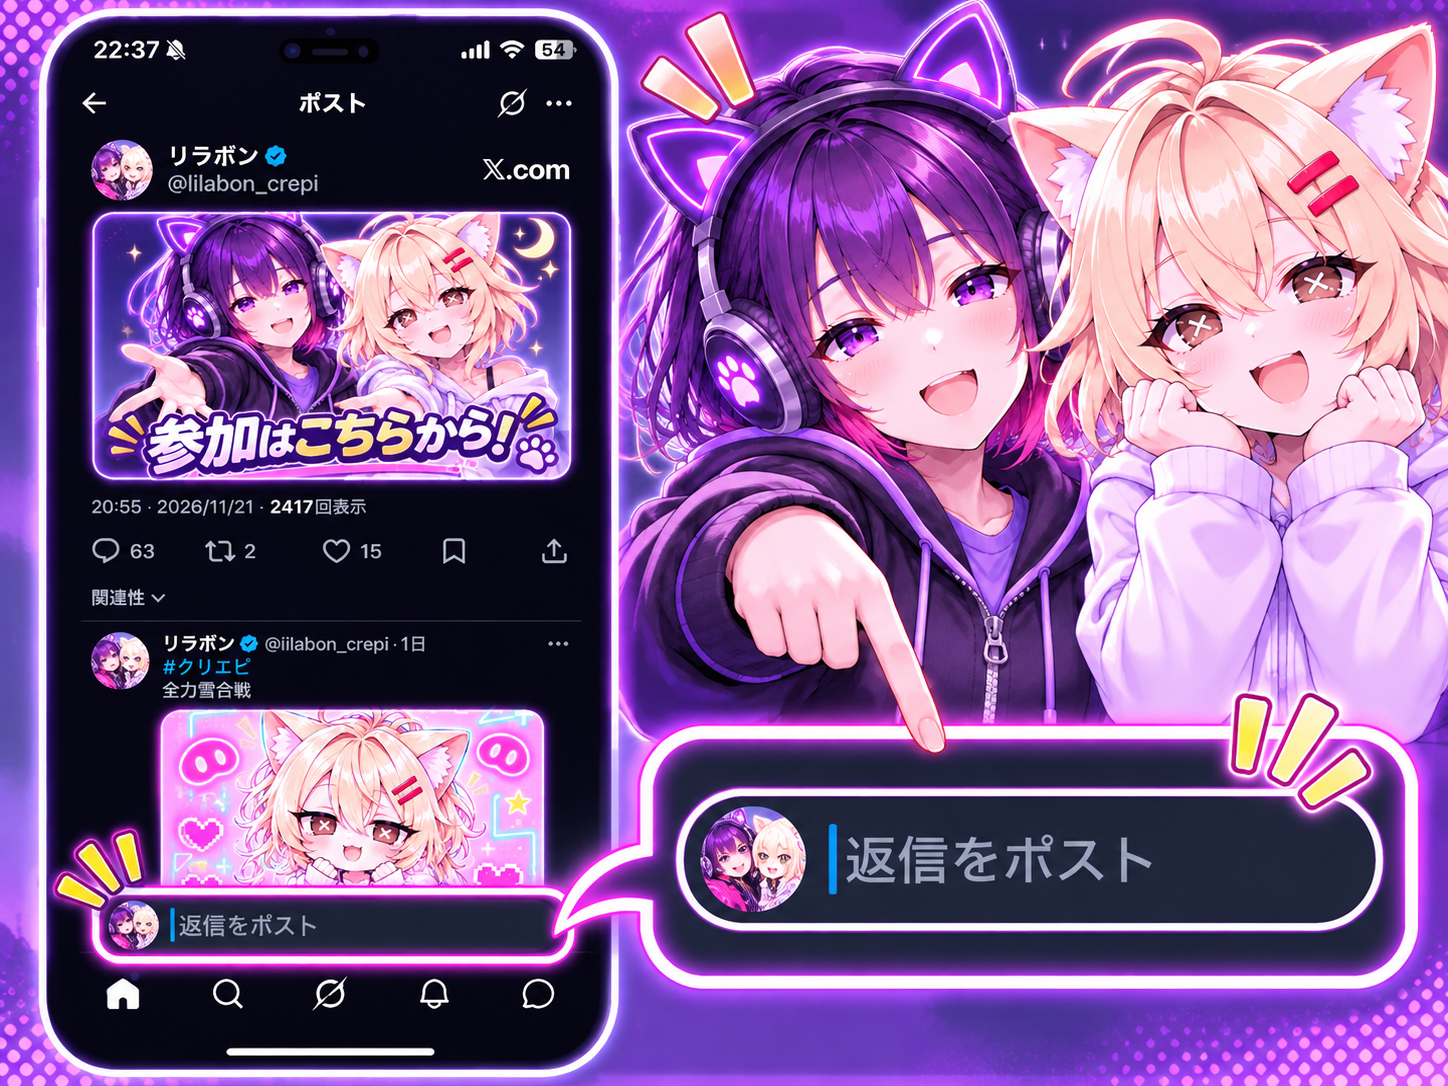 22:37
54
ポスト
リラボン
@lilabon_crepi
X.com
参加はこちらから!
20:55 · 2026/11/21 · 2417回表示
63
2
15
関連性
リラボン @iilabon_crepi · 1日
#クリエピ
全力雪合戦
返信をポスト
返信をポスト